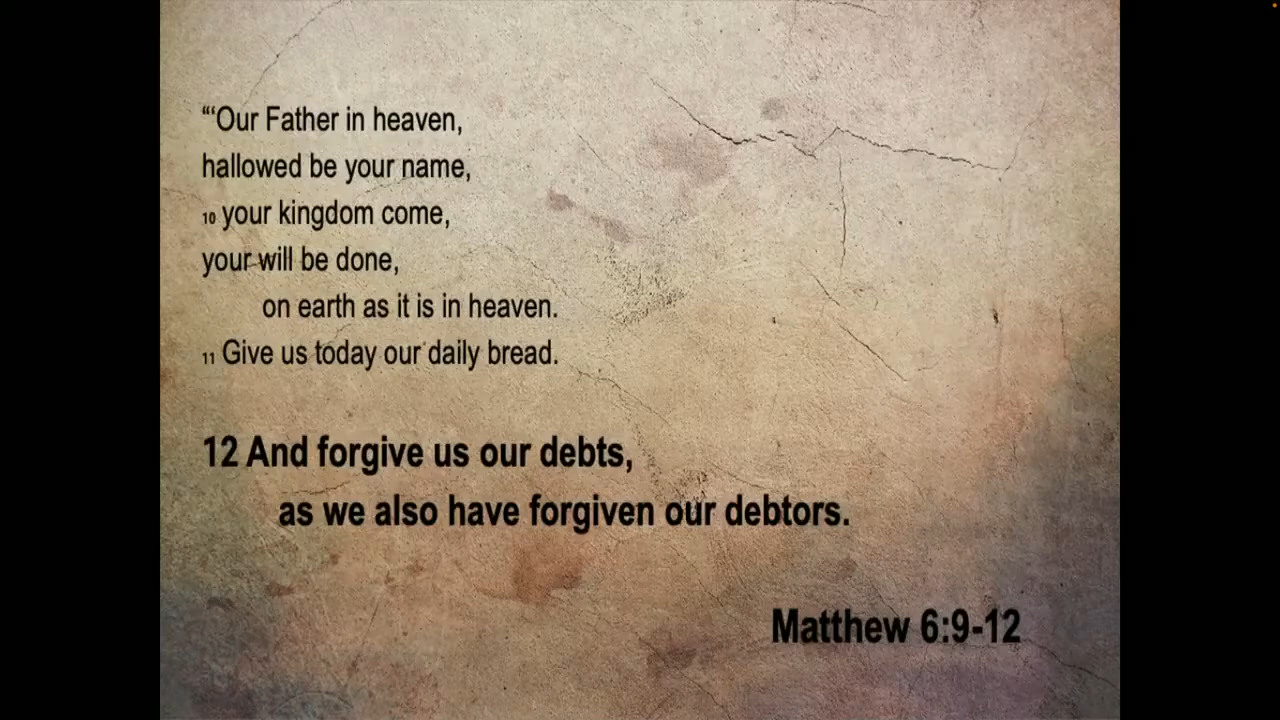 “‘Our Father in heaven,
hallowed be your name,
10 your kingdom come,
your will be done,
on earth as it is in heaven.
11 Give us today our daily bread.
12 And forgive us our debts,
as we also have forgiven our debtors.
Matthew 6:9-12